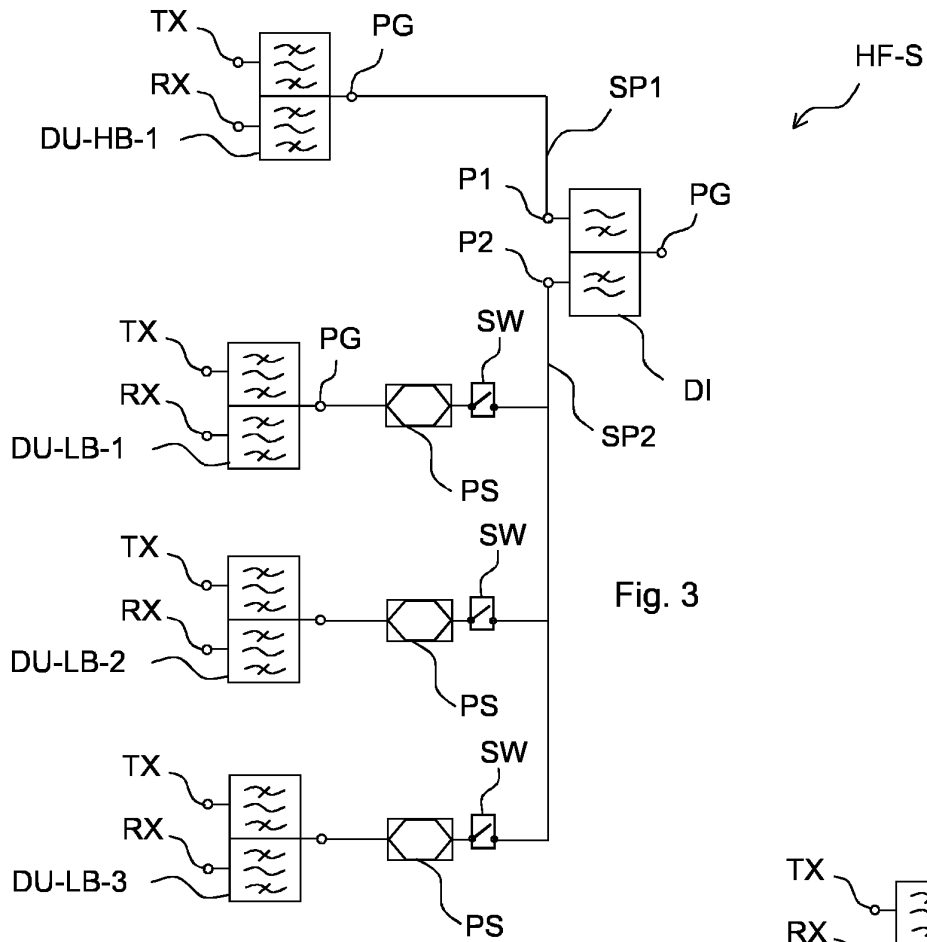 TX
PG
HF-S
RX
SP1
DU-HB-1
P1
PG
P2
TX
PG
SW
RX
DI
DU-LB-1
SP2
PS
TX
SW
Fig. 3
RX
DU-LB-2
PS
TX
SW
RX
TX
DU-LB-3
PS
RX